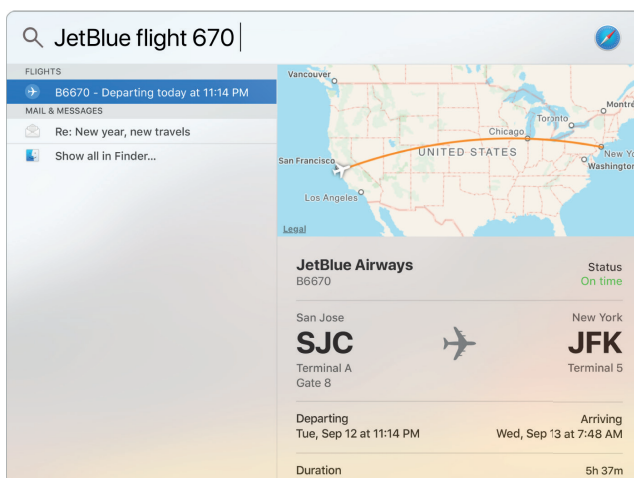 JetBlue flight 670
FLIGHTS
B6670 - Departing today at 11:14 PM
MAIL & MESSAGES
Re: New year, new travels
Show all in Finder...
Vancouver
Montré
Toronto
Chicago
UNITED STATES
New Yo
San Francisco
Washington
Los Angeles
Legal
JetBlue Airways Status
B6670 On time
San Jose New York
SJC JFK
Terminal A Terminal 5
Gate 8
Departing Arriving
Tue, Sep 12 at 11:14 PM Wed, Sep 13 at 7:48 AM
Duration 5h 37m